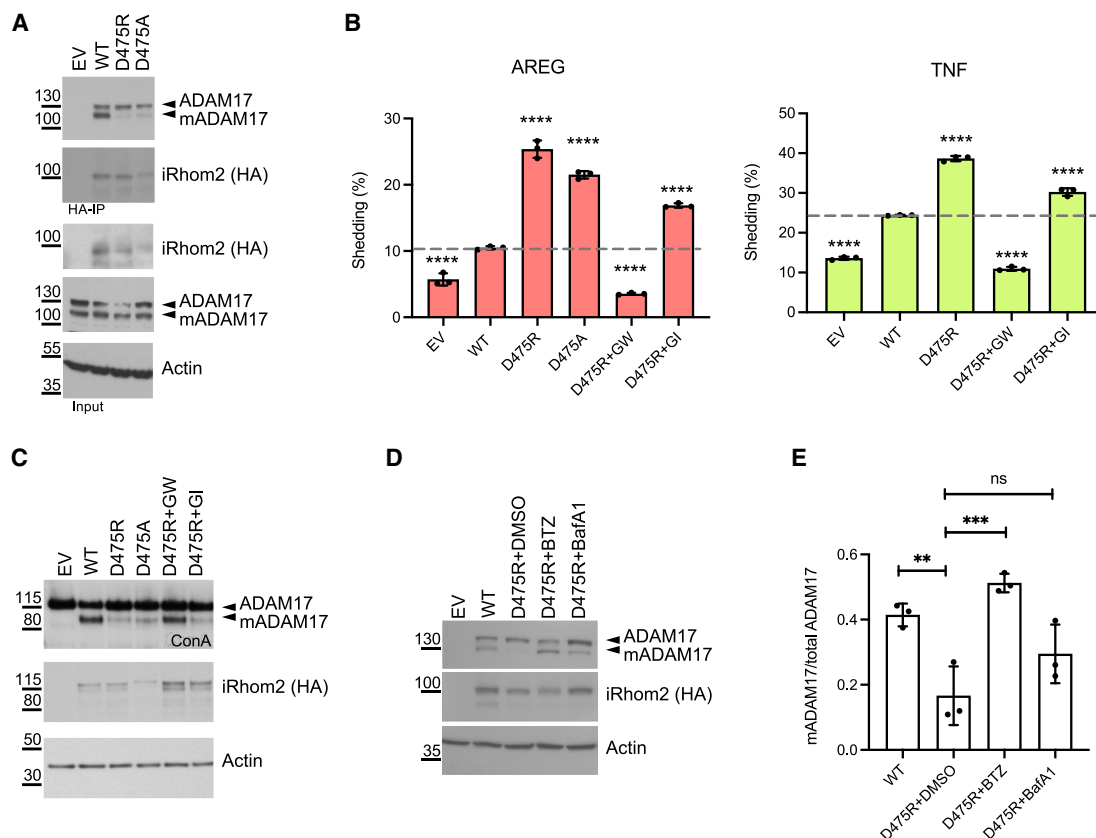 A
EV
WT
D475R
D475A
130
100
ADAM17
mADAM17
100
iRhom2 (HA)
HA-IP
100
iRhom2 (HA)
130
100
ADAM17
mADAM17
55
35
Actin
Input
B
AREG
Shedding (%)
30
20
10
0
****
****
****
****
****
EV
WT
D475R
D475A
D475R+GW
D475R+GI
TNF
Shedding (%)
50
40
30
20
10
0
****
****
****
****
EV
WT
D475R
D475R+GW
D475R+GI
C
EV
WT
D475R
D475A
D475R+GW
D475R+GI
115
80
ADAM17
mADAM17
ConA
115
80
iRhom2 (HA)
50
30
Actin
D
EV
WT
D475R+DMSO
D475R+BTZ
D475R+BafA1
130
ADAM17
mADAM17
100
iRhom2 (HA)
35
Actin
E
ns
***
**
mADAM17/total ADAM17
0.6
0.4
0.2
0.0
WT
D475R+DMSO
D475R+BTZ
D475R+BafA1